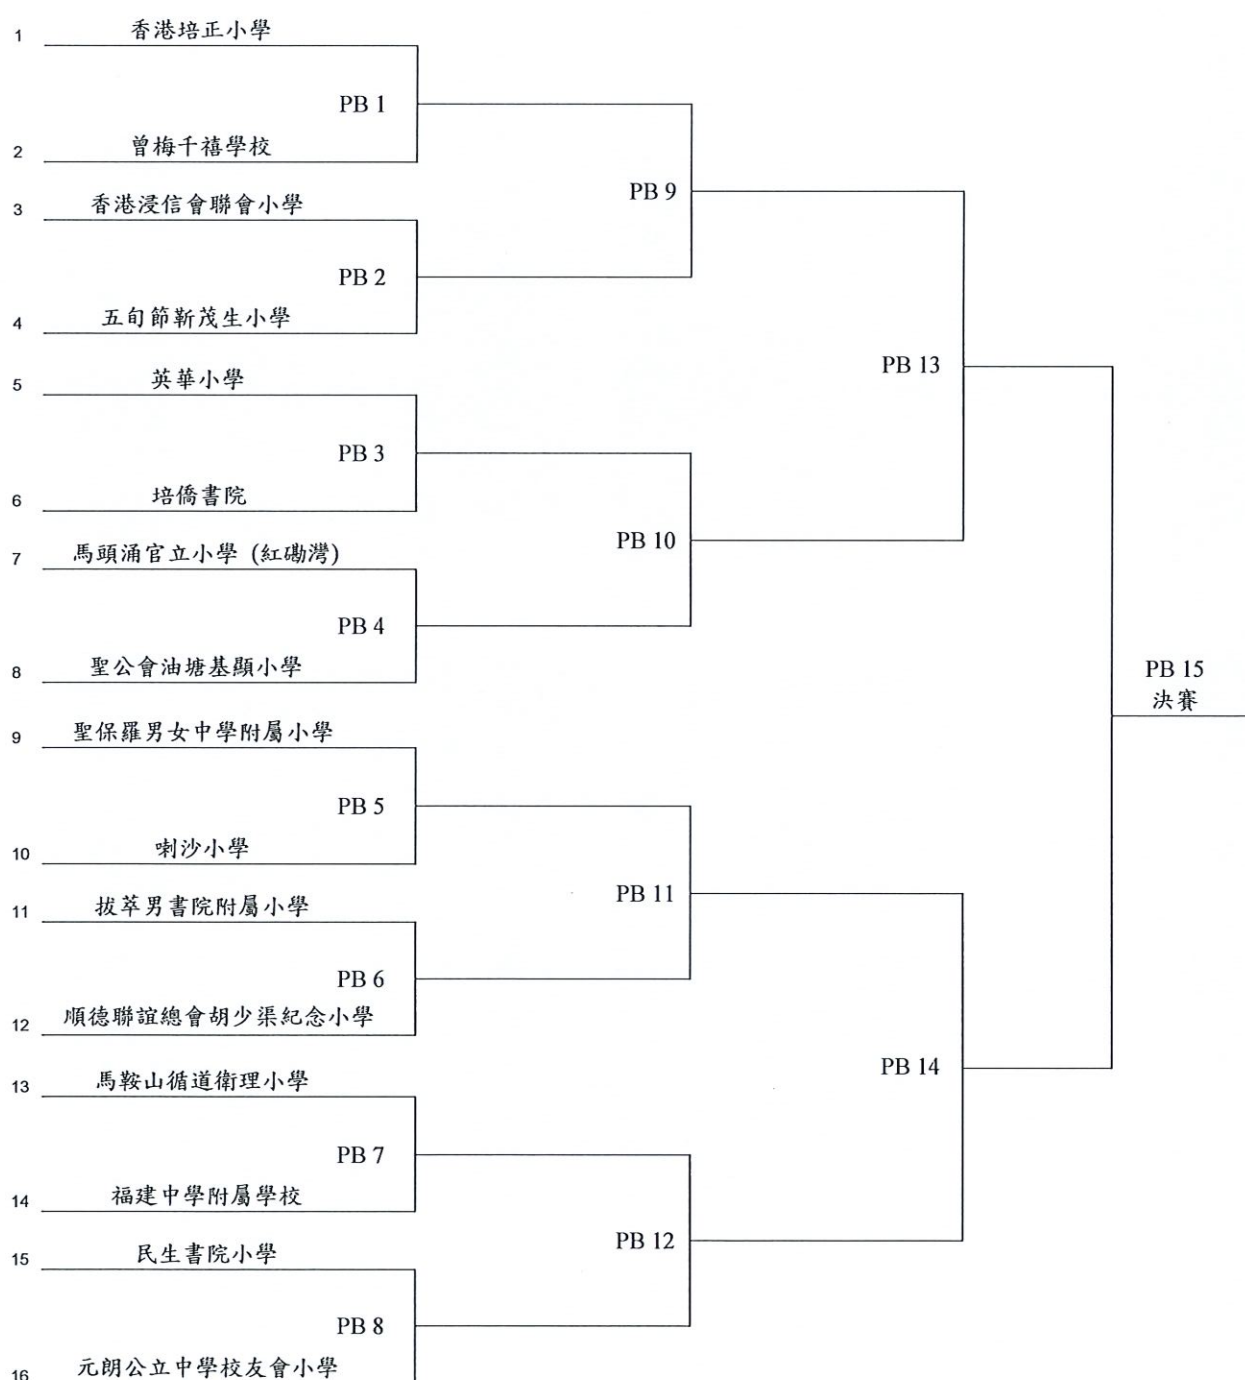 1 香港培正小學
PB 1
2 曾梅千禧學校
PB 9
3 香港浸信會聯會小學
PB 2
4 五旬節靳茂生小學
PB 13
5 英華小學
PB 3
6 培僑書院
PB 10
7 馬頭涌官立小學 (紅磡灣)
PB 4
8 聖公會油塘基顯小學
PB 15
決賽
9 聖保羅男女中學附屬小學
PB 5
10 喇沙小學
PB 11
11 拔萃男書院附屬小學
PB 6
12 順德聯誼總會胡少渠紀念小學
PB 14
13 馬鞍山循道衛理小學
PB 7
14 福建中學附屬學校
PB 12
15 民生書院小學
PB 8
16 元朗公立中學校友會小學